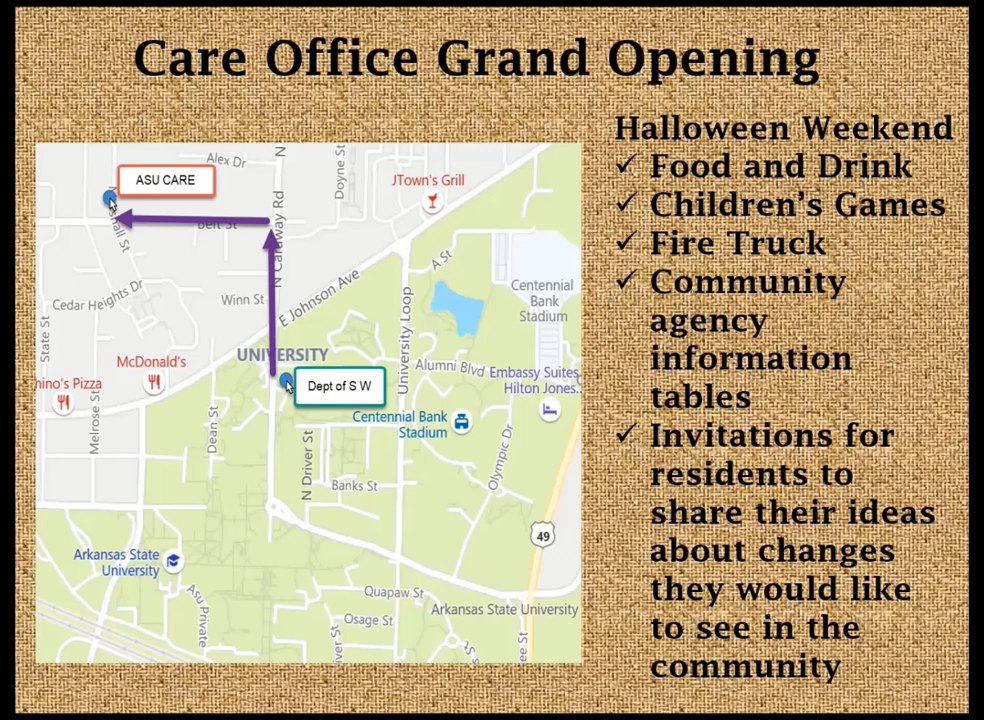 Care Office Grand Opening
Halloween Weekend
✓ Food and Drink
✓ Children's Games
✓ Fire Truck
✓ Community
agency
information
tables
✓ Invitations for
residents to
share their ideas
about changes
they would like
to see in the
community
Alex Dr
N
Doyne St
ASU CARE
JTown's Grill
N Caraway Rd
Bert St
A St
Centennial
Bank
Stadium
Cedar Heights Dr
Winn St
E Johnson Ave
State St
University Loop
UNIVERSITY
McDonald's
Alumni Blvd
Embassy Suites
Hilton Jones..
Dept of S W
Melrose St
Dean St
Centennial Bank
Stadium
N Driver St
Olympic Dr
Banks St
49
Arkansas State
University
Asu Private
Quapaw St
Arkansas State University
Osage St